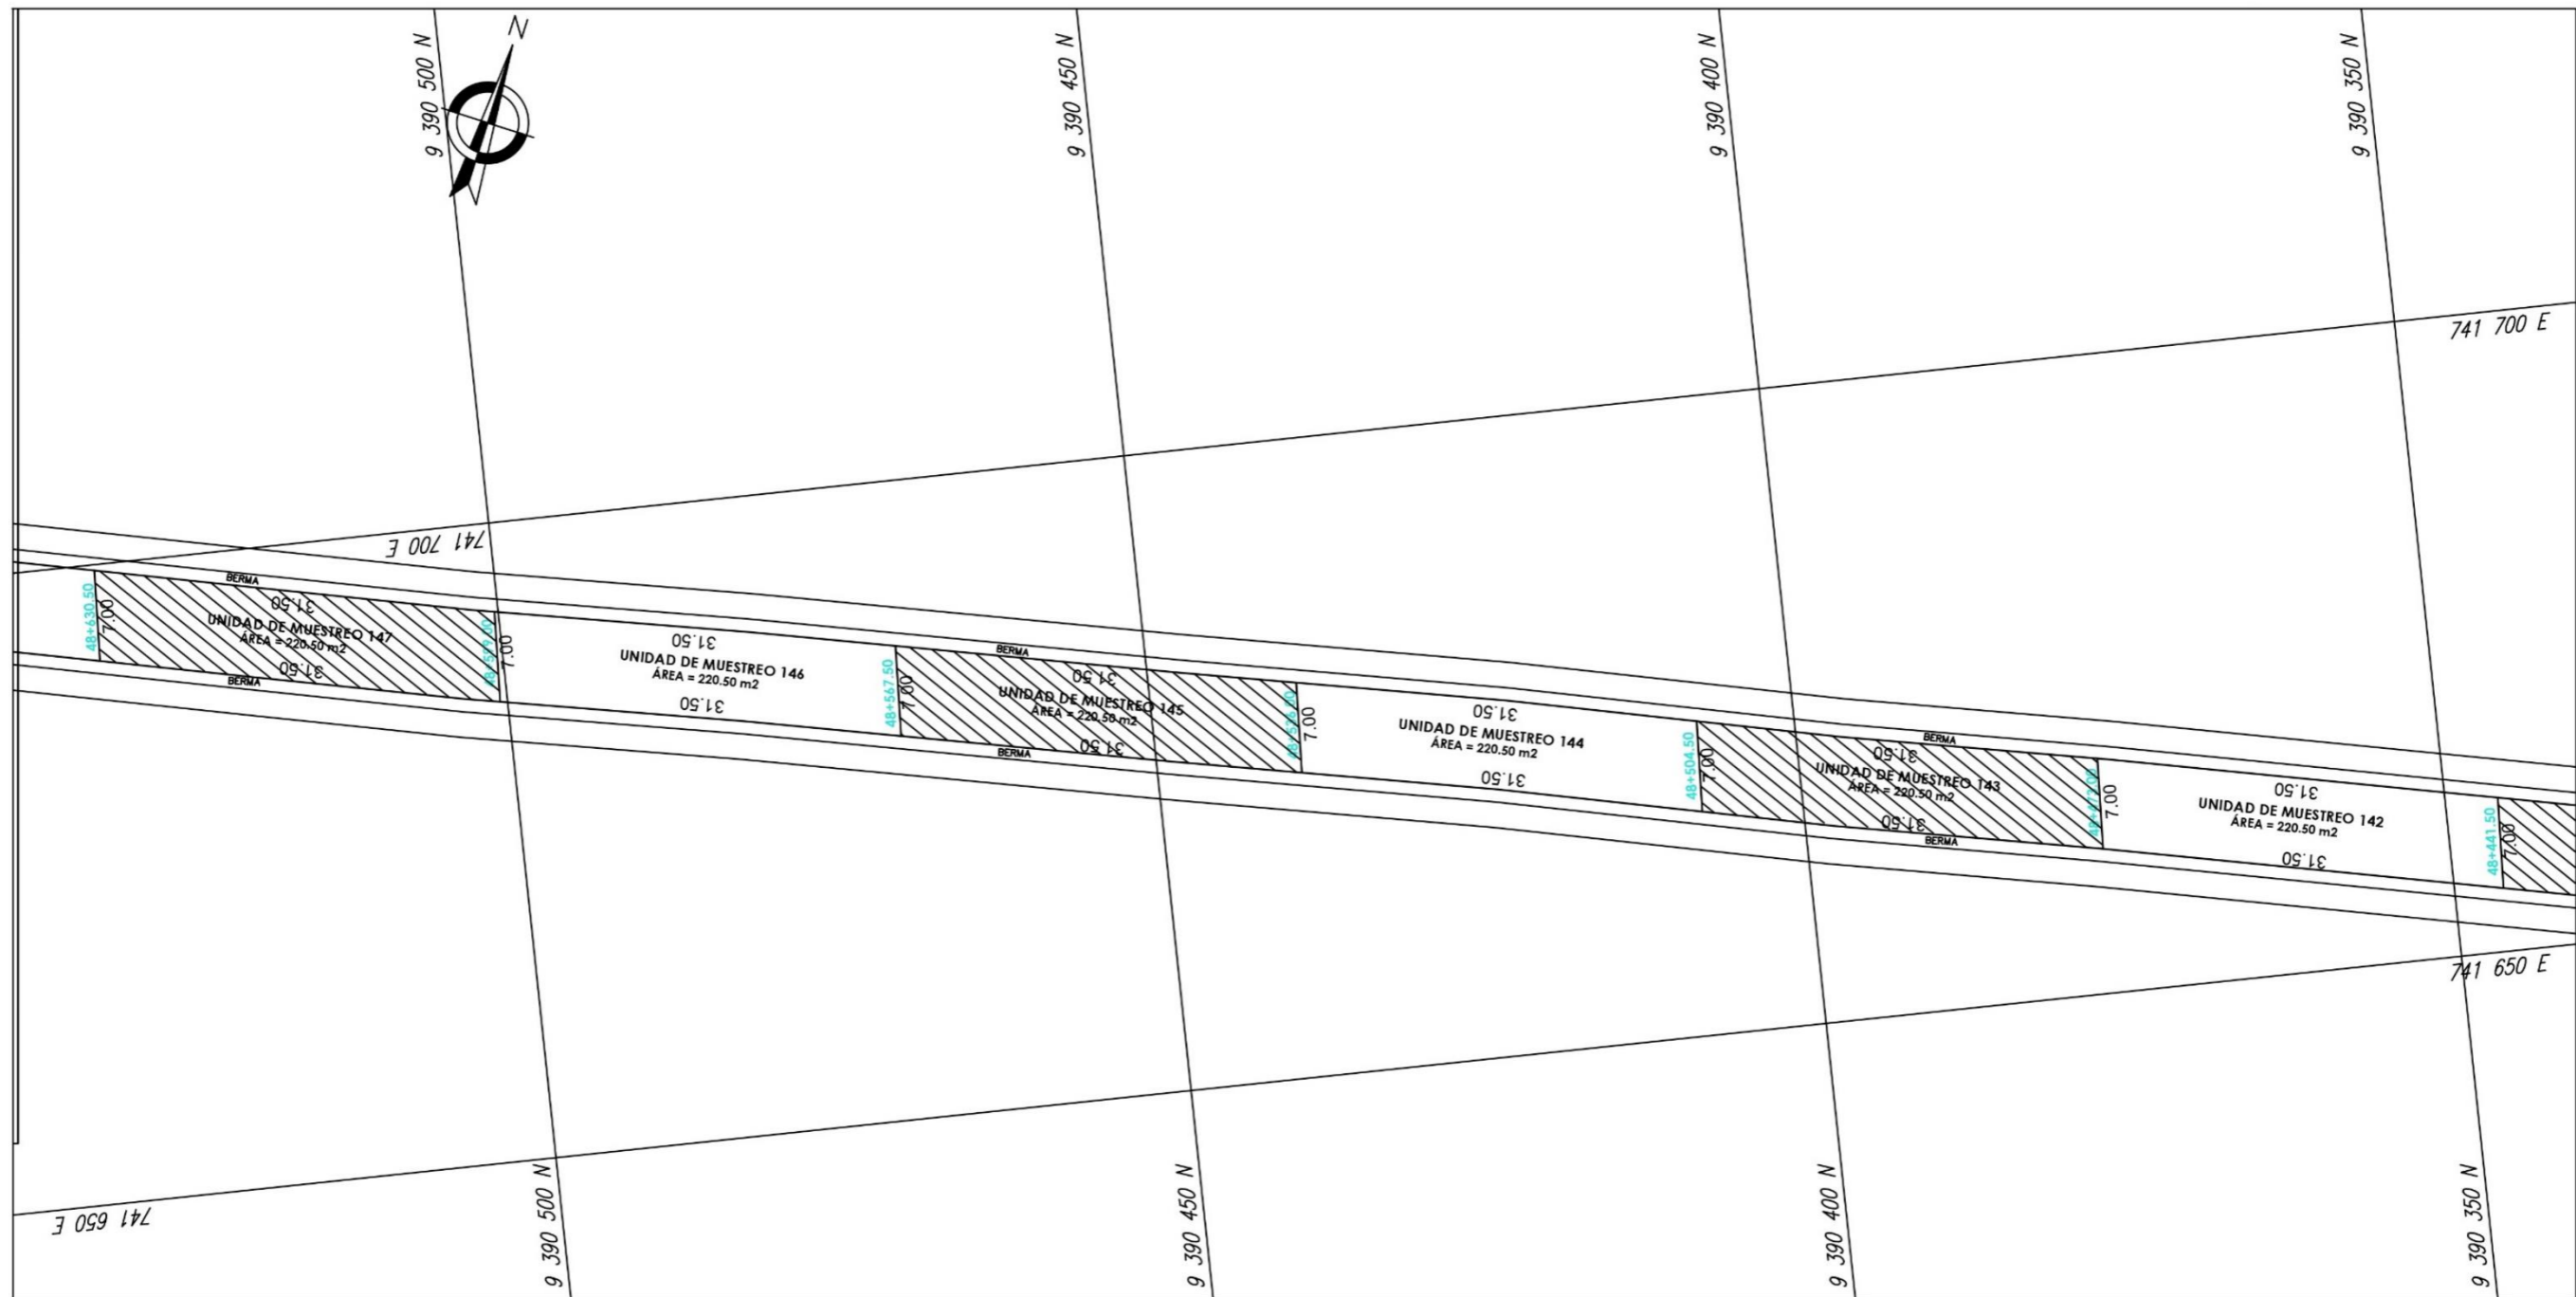 N
9 390 500 N
9 390 450 N
9 390 400 N
9 390 350 N
741 700 E
741 700 E
BERMA
48+630.50
7.00
31.50
UNIDAD DE MUESTREO 147
ÁREA = 220.50 m2
31.50
BERMA
48+599.00
7.00
31.50
UNIDAD DE MUESTREO 146
ÁREA = 220.50 m2
31.50
48+567.50
7.00
BERMA
31.50
UNIDAD DE MUESTREO 145
ÁREA = 220.50 m2
31.50
BERMA
7.00
31.50
UNIDAD DE MUESTREO 144
ÁREA = 220.50 m2
31.50
48+504.50
7.00
BERMA
31.50
UNIDAD DE MUESTREO 143
ÁREA = 220.50 m2
31.50
BERMA
7.00
31.50
UNIDAD DE MUESTREO 142
ÁREA = 220.50 m2
31.50
48+441.50
7.00
741 650 E
741 650 E
9 390 500 N
9 390 450 N
9 390 400 N
9 390 350 N